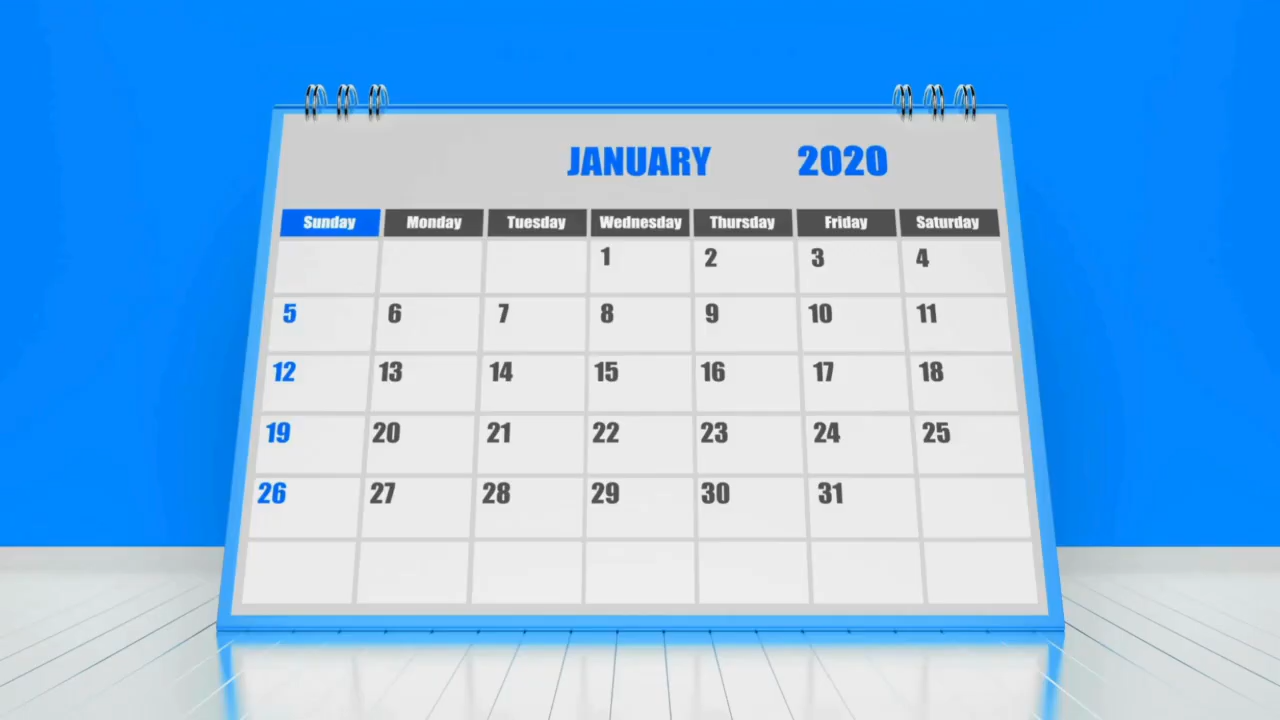 JANUARY 2020
Sunday Monday Tuesday Wednesday Thursday Friday Saturday
1 2 3 4
5 6 7 8 9 10 11
12 13 14 15 16 17 18
19 20 21 22 23 24 25
26 27 28 29 30 31